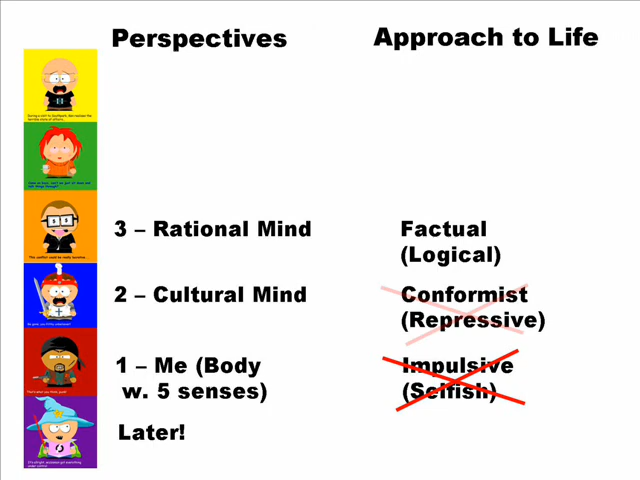 Perspectives
Approach to Life
3 – Rational Mind
Factual
(Logical)
2 – Cultural Mind
Conformist
(Repressive)
1 – Me (Body
w. 5 senses)
Impulsive
(Selfish)
Later!